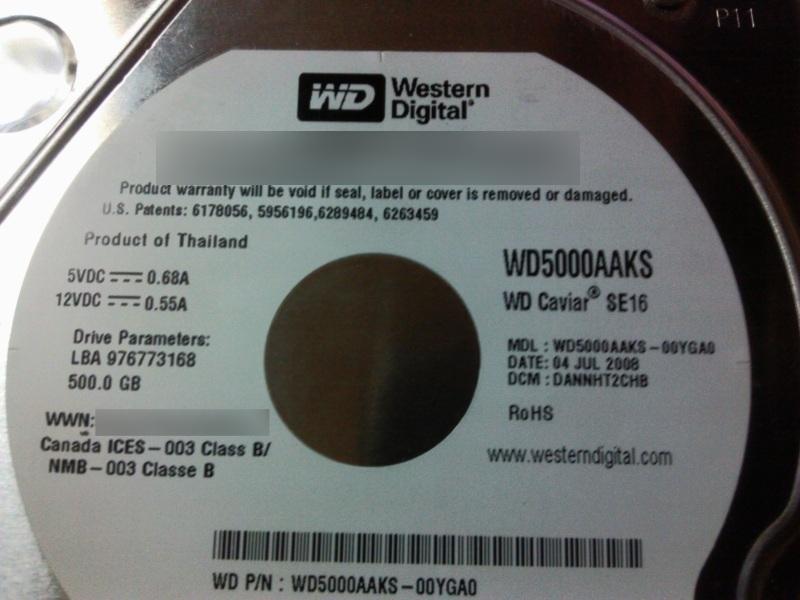 P11
WD Western Digital®
Product warranty will be void if seal, label or cover is removed or damaged.
U.S. Patents: 6178056, 5956196,6289484, 6263459
Product of Thailand
5VDC 0.68A
12VDC 0.55A
Drive Parameters:
LBA 976773168
500.0 GB
WWN:
Canada ICES-003 Class B/
NMB-003 Classe B
WD5000AAKS
WD Caviar® SE16
MDL : WD5000AAKS-00YGA0
DATE: 04 JUL 2008
DCM : DANNHT2CHB
RoHS
www.westerndigital.com
WD P/N : WD5000AAKS-00YGA0